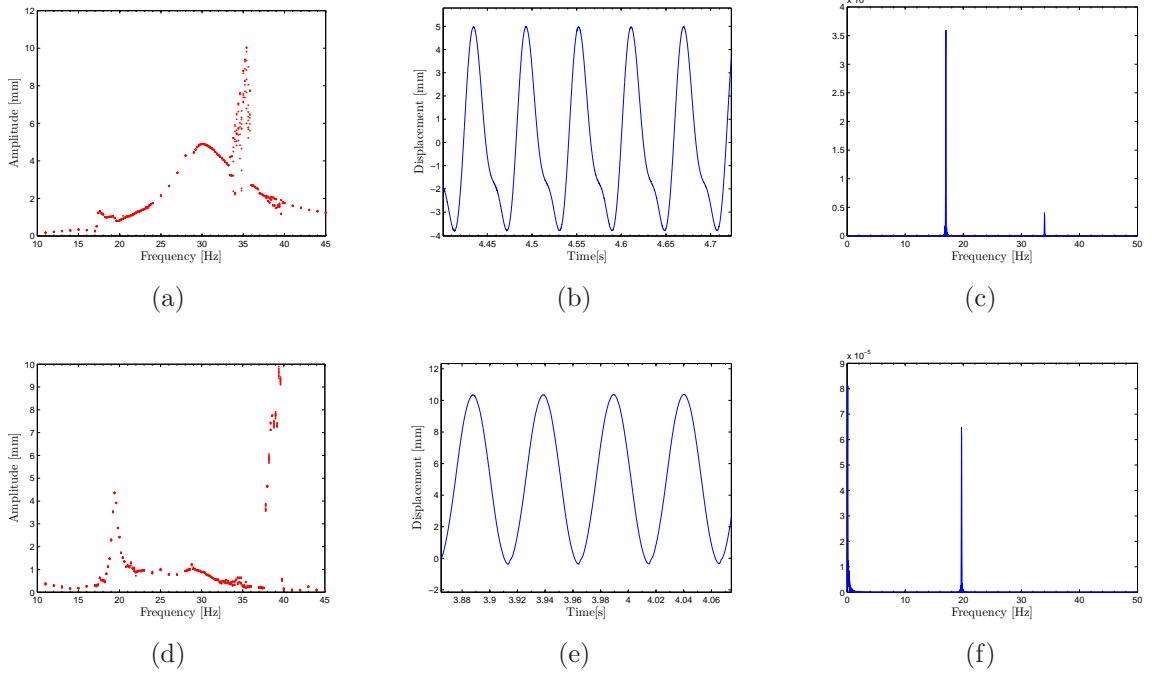 12
10
8
6
4
2
0
10 15 20 25 30 35 40 45
Amplitude [mm]
Frequency [Hz]
(a)
5
4
3
2
1
0
−1
−2
−3
−4
4.45 4.5 4.55 4.6 4.65 4.7
Displacement [mm]
Time[s]
(b)
4
3.5
3
2.5
2
1.5
1
0.5
0
0 10 20 30 40 50
Frequency [Hz]
(c)
10
9
8
7
6
5
4
3
2
1
0
10 15 20 25 30 35 40 45
Amplitude [mm]
Frequency [Hz]
(d)
12
10
8
6
4
2
0
−2
3.88 3.9 3.92 3.94 3.96 3.98 4 4.02 4.04 4.06
Displacement [mm]
Time[s]
(e)
x 10⁻⁵
9
8
7
6
5
4
3
2
1
0
0 10 20 30 40 50
Frequency [Hz]
(f)